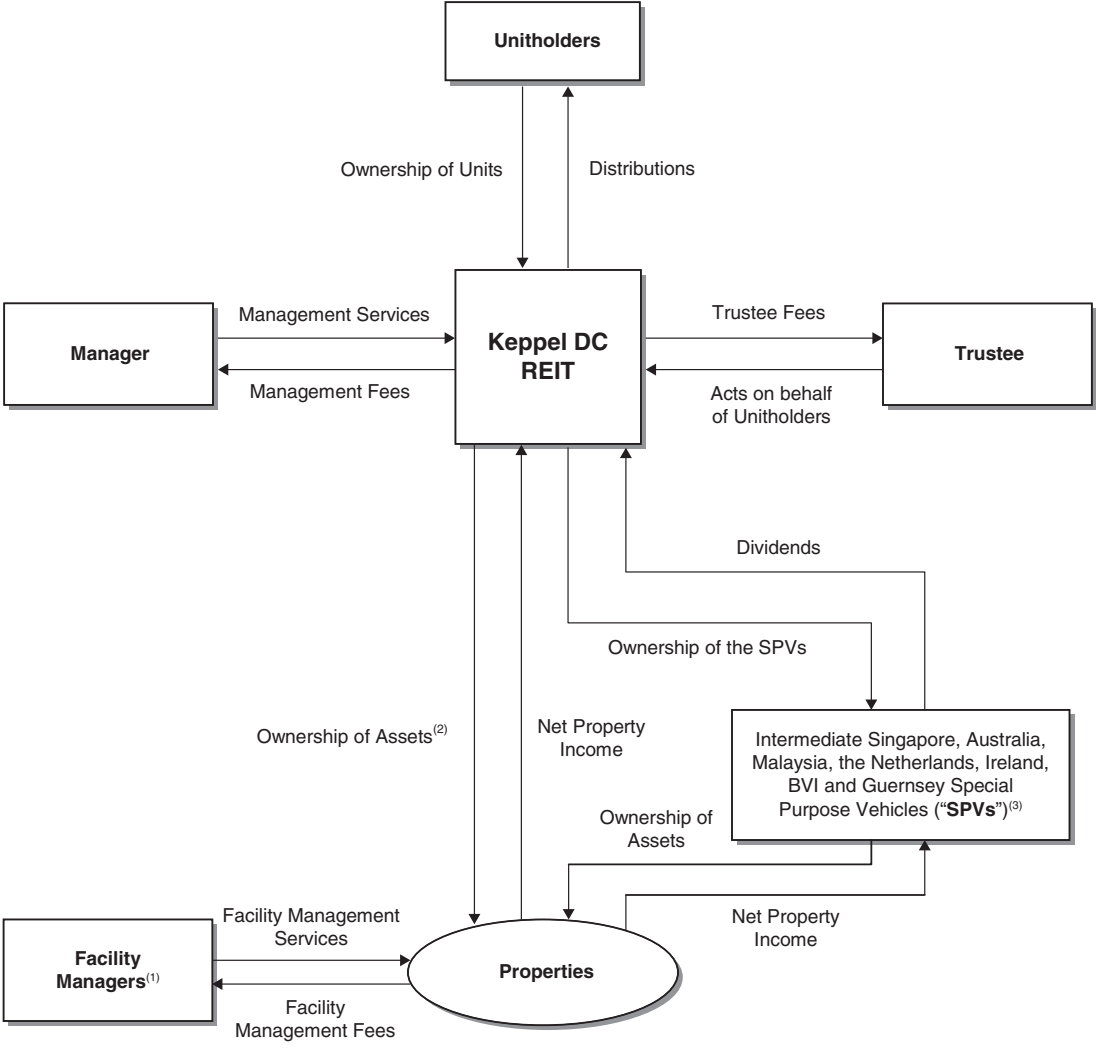 Unitholders
Ownership of Units
Distributions
Manager
Management Services
Management Fees
Keppel DC
REIT
Trustee Fees
Acts on behalf
of Unitholders
Trustee
Dividends
Ownership of the SPVs
Ownership of Assets(2)
Net Property
Income
Intermediate Singapore, Australia,
Malaysia, the Netherlands, Ireland,
BVI and Guernsey Special
Purpose Vehicles (“SPVs”)(3)
Ownership of
Assets
Net Property
Income
Facility
Managers(1)
Facility Management
Services
Facility
Management Fees
Properties